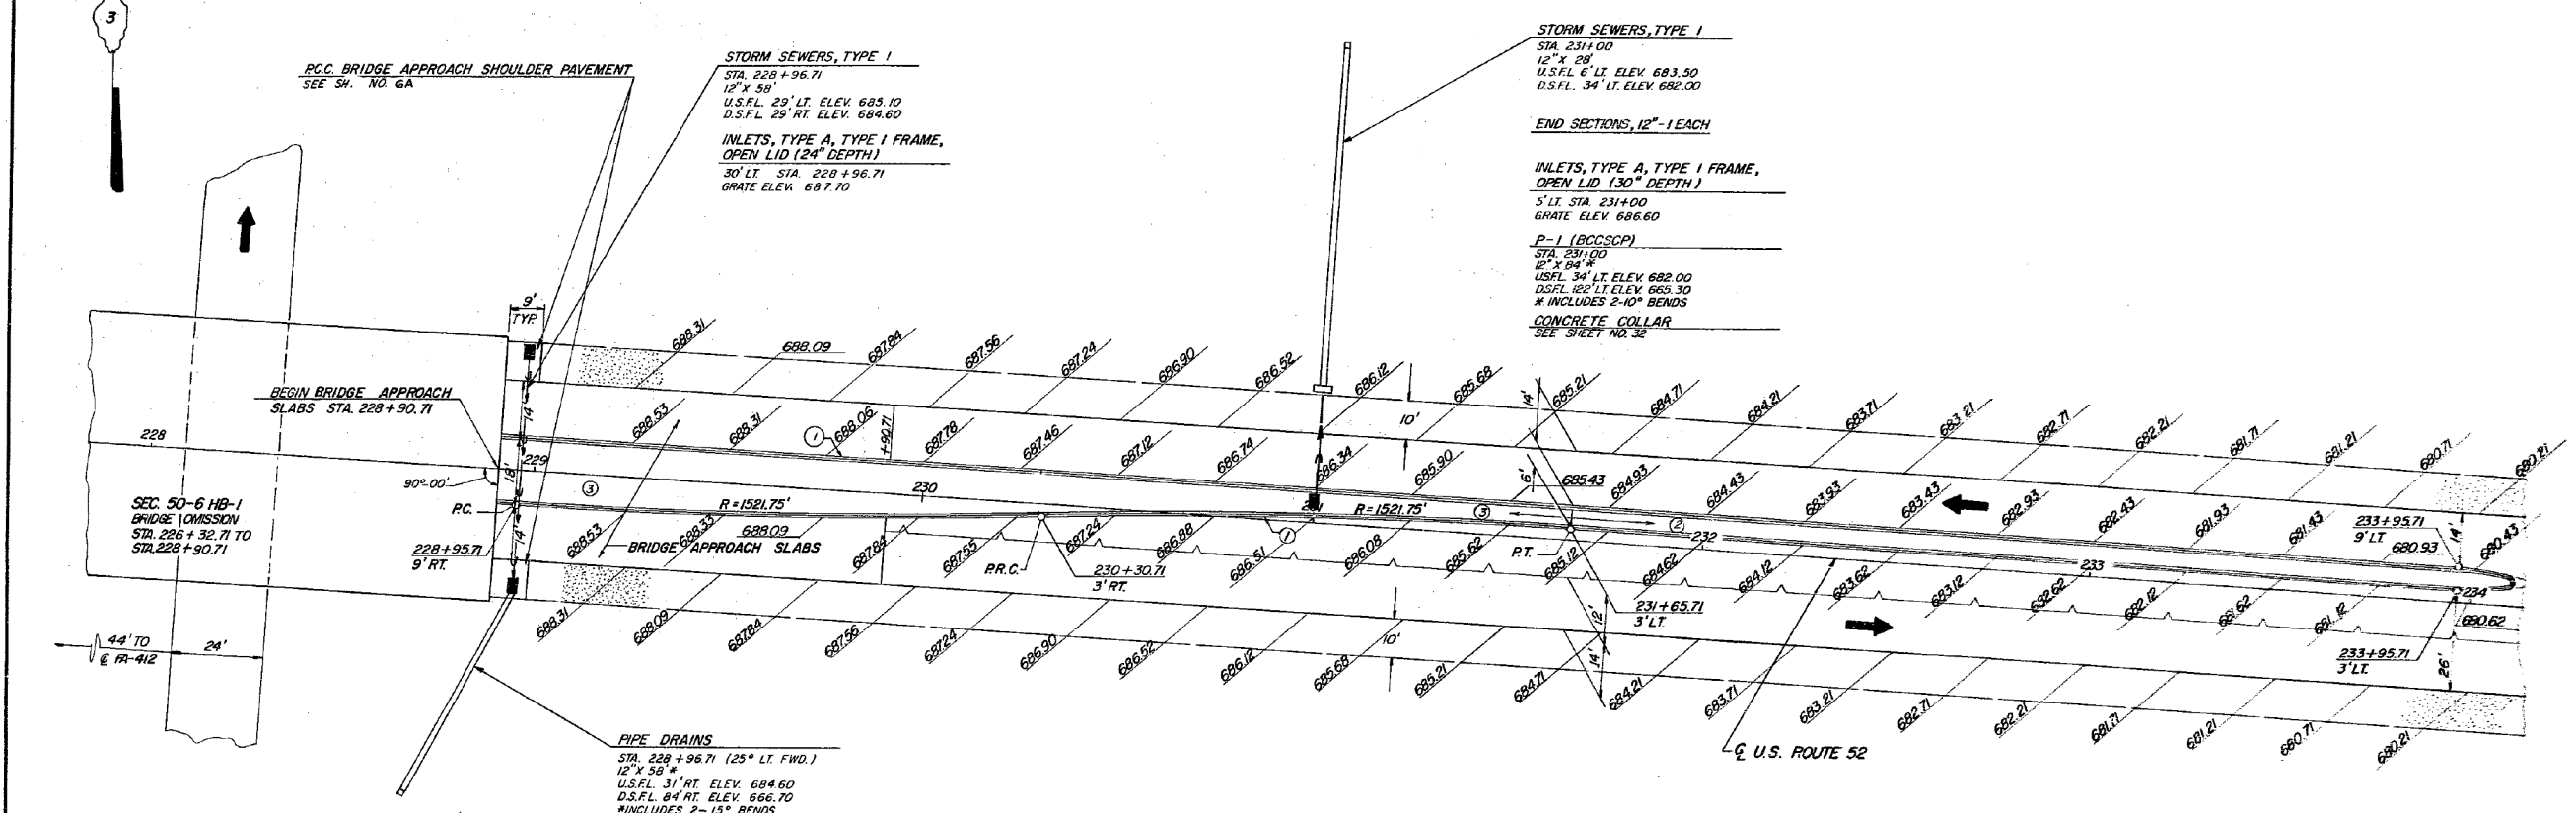 3
P.C.C. BRIDGE APPROACH SHOULDER PAVEMENT
SEE SH. NO. 6A
STORM SEWERS, TYPE 1
STA. 228+96.71
12" X 58'
U.S.F.L. 29' LT. ELEV. 685.10
D.S.F.L. 29' RT. ELEV. 684.60
INLETS, TYPE A, TYPE 1 FRAME,
OPEN LID (24" DEPTH)
30' LT. STA. 228+96.71
GRATE ELEV. 687.70
STORM SEWERS, TYPE 1
STA. 231+00
12" X 28'
U.S.F.L. 6' LT. ELEV. 683.50
D.S.F.L. 34' LT. ELEV. 682.00
END SECTIONS, 12"-1 EACH
INLETS, TYPE A, TYPE 1 FRAME,
OPEN LID (30" DEPTH)
5' LT. STA. 231+00
GRATE ELEV. 686.60
P-1 (BCCSCP)
STA. 231+00
12" X 84'*
U.S.F.L. 34' LT. ELEV. 682.00
D.S.F.L. 122' LT. ELEV. 665.30
* INCLUDES 2-10° BENDS
CONCRETE COLLAR
SEE SHEET NO. 32
9'
TYP.
688.31
688.09
687.84
687.56
687.24
686.90
686.52
686.12
685.68
685.21
684.71
684.21
683.71
683.21
682.71
682.21
681.71
681.21
680.71
680.21
10'
14'
BEGIN BRIDGE APPROACH
SLABS STA. 228+90.71
688.53
688.31
1
688.06
+90.71
687.78
687.46
687.12
686.74
686.34
685.90
6'
685.43
684.93
684.43
683.93
683.43
682.93
682.43
681.93
681.43
233+95.71
9' LT.
680.93
14'
680.43
228
14'
229
18'
90°-00'
3
230
R=1521.75'
231
R=1521.75'
3
2
232
233
234
SEC. 50-6 HB-1
BRIDGE OMISSION
STA. 226+32.71 TO
STA. 228+90.71
P.C.
14'
228+95.71
9' RT.
688.53
688.33
688.09
BRIDGE APPROACH SLABS
687.84
687.55
P.R.C.
687.24
230+30.71
3' RT.
686.88
686.51
1
686.08
685.62
P.T.
685.12
684.62
684.12
683.62
683.12
682.62
682.12
681.62
681.12
680.62
231+65.71
3' LT.
12'
14'
233+95.71
3' LT.
26'
688.31
688.09
687.84
687.56
687.24
686.90
686.52
686.12
685.68
10'
685.21
684.71
684.21
683.71
683.21
682.71
682.21
681.71
681.21
680.71
680.21
44' TO
℄ FA-412
24'
℄ U.S. ROUTE 52
PIPE DRAINS
STA. 228+96.71 (25° LT. FWD.)
12" X 58'*
U.S.F.L. 31' RT. ELEV. 684.60
D.S.F.L. 84' RT. ELEV. 666.70
*INCLUDES 2-15° BENDS